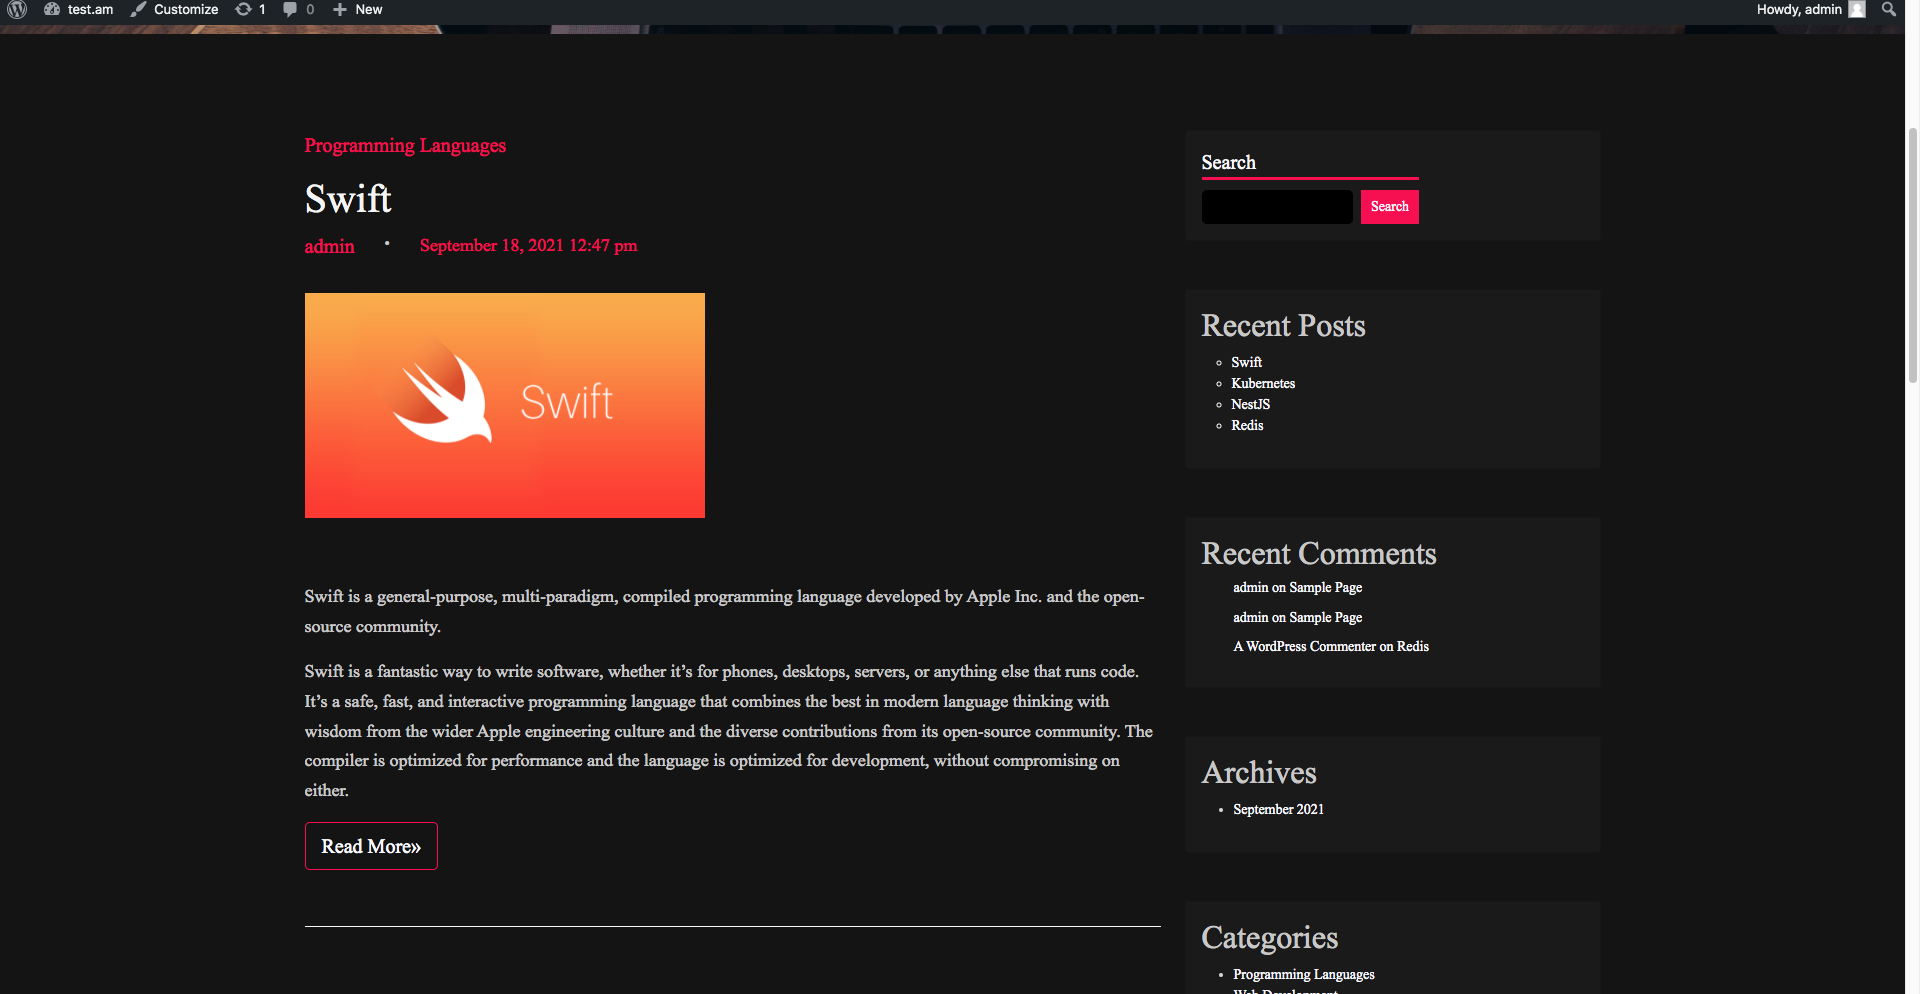 test.am Customize 1 0 New Howdy, admin
Programming Languages
Swift
admin • September 18, 2021 12:47 pm
Swift
Swift is a general-purpose, multi-paradigm, compiled programming language developed by Apple Inc. and the open-
source community.
Swift is a fantastic way to write software, whether it’s for phones, desktops, servers, or anything else that runs code.
It’s a safe, fast, and interactive programming language that combines the best in modern language thinking with
wisdom from the wider Apple engineering culture and the diverse contributions from its open-source community. The
compiler is optimized for performance and the language is optimized for development, without compromising on
either.
Read More»
Search
Search
Recent Posts
Swift
Kubernetes
NestJS
Redis
Recent Comments
admin on Sample Page
admin on Sample Page
A WordPress Commenter on Redis
Archives
September 2021
Categories
Programming Languages
Web Development